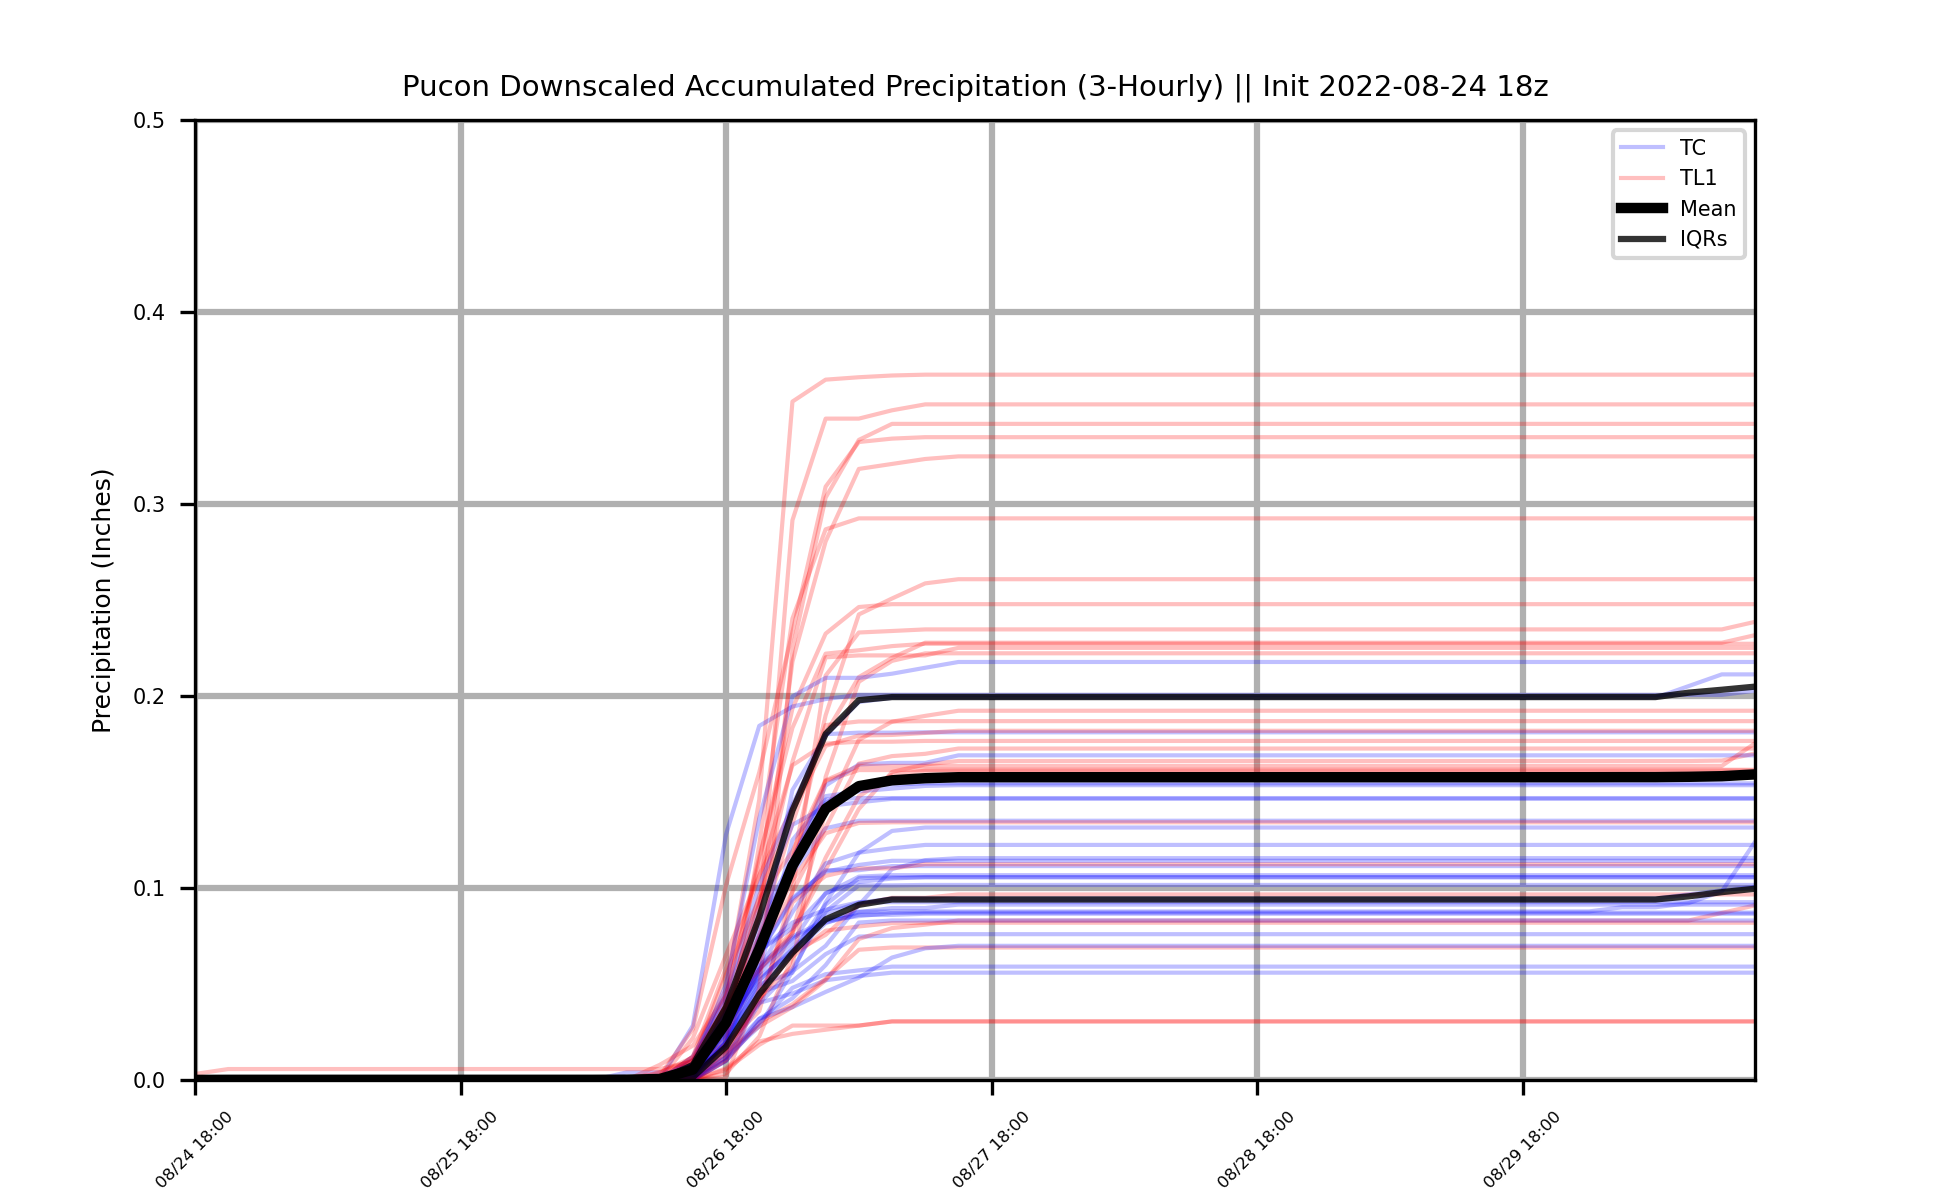 Pucon Downscaled Accumulated Precipitation (3-Hourly) || Init 2022-08-24 18z
Precipitation (Inches)
0.5
0.4
0.3
0.2
0.1
0.0
TC
TL1
Mean
IQRs
08/24 18:00
08/25 18:00
08/26 18:00
08/27 18:00
08/28 18:00
08/29 18:00